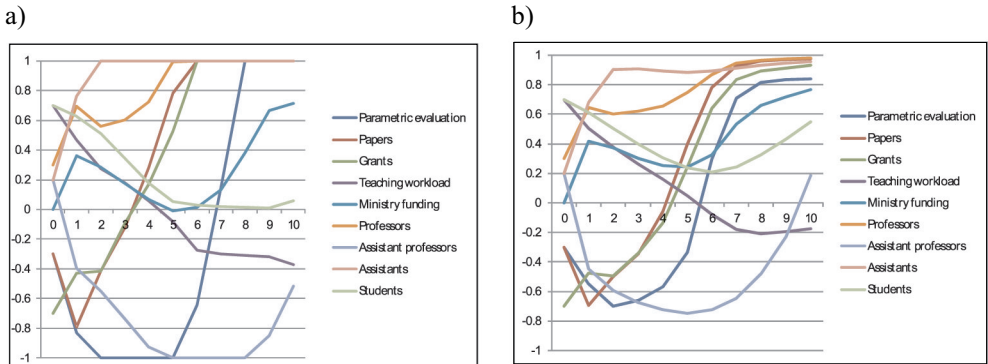 a)
b)
1
0.8
0.6
0.4
0.2
0
-0.2
-0.4
-0.6
-0.8
-1
0 1 2 3 4 5 6 7 8 9 10
Parametric evaluation
Papers
Grants
Teaching workload
Ministry funding
Professors
Assistant professors
Assistants
Students
1
0.8
0.6
0.4
0.2
0
-0.2
-0.4
-0.6
-0.8
-1
0 1 2 3 4 5 6 7 8 9 10
Parametric evaluation
Papers
Grants
Teaching workload
Ministry funding
Professors
Assistant professors
Assistants
Students